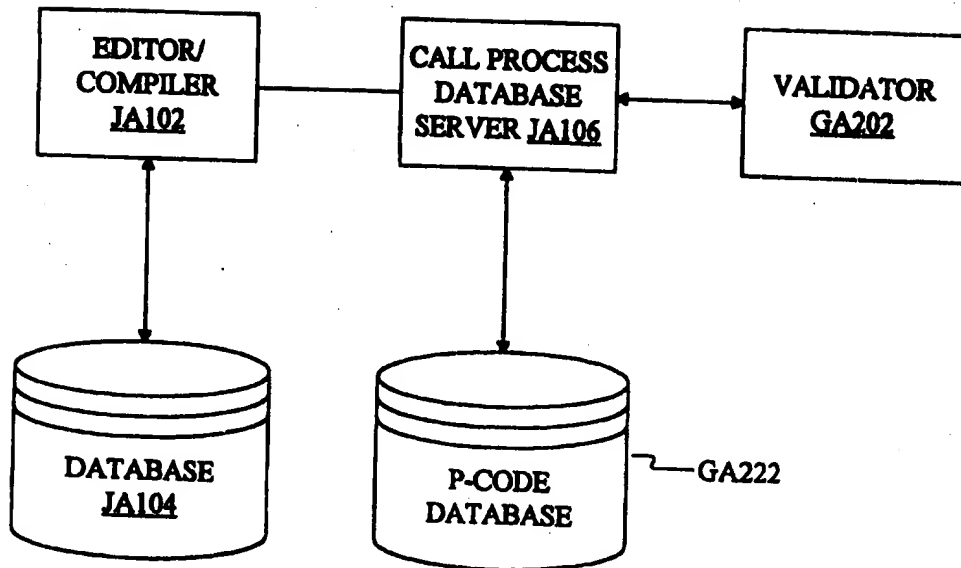 EDITOR/
COMPILER
JA102
CALL PROCESS
DATABASE
SERVER JA106
VALIDATOR
GA202
DATABASE
JA104
P-CODE
DATABASE
GA222